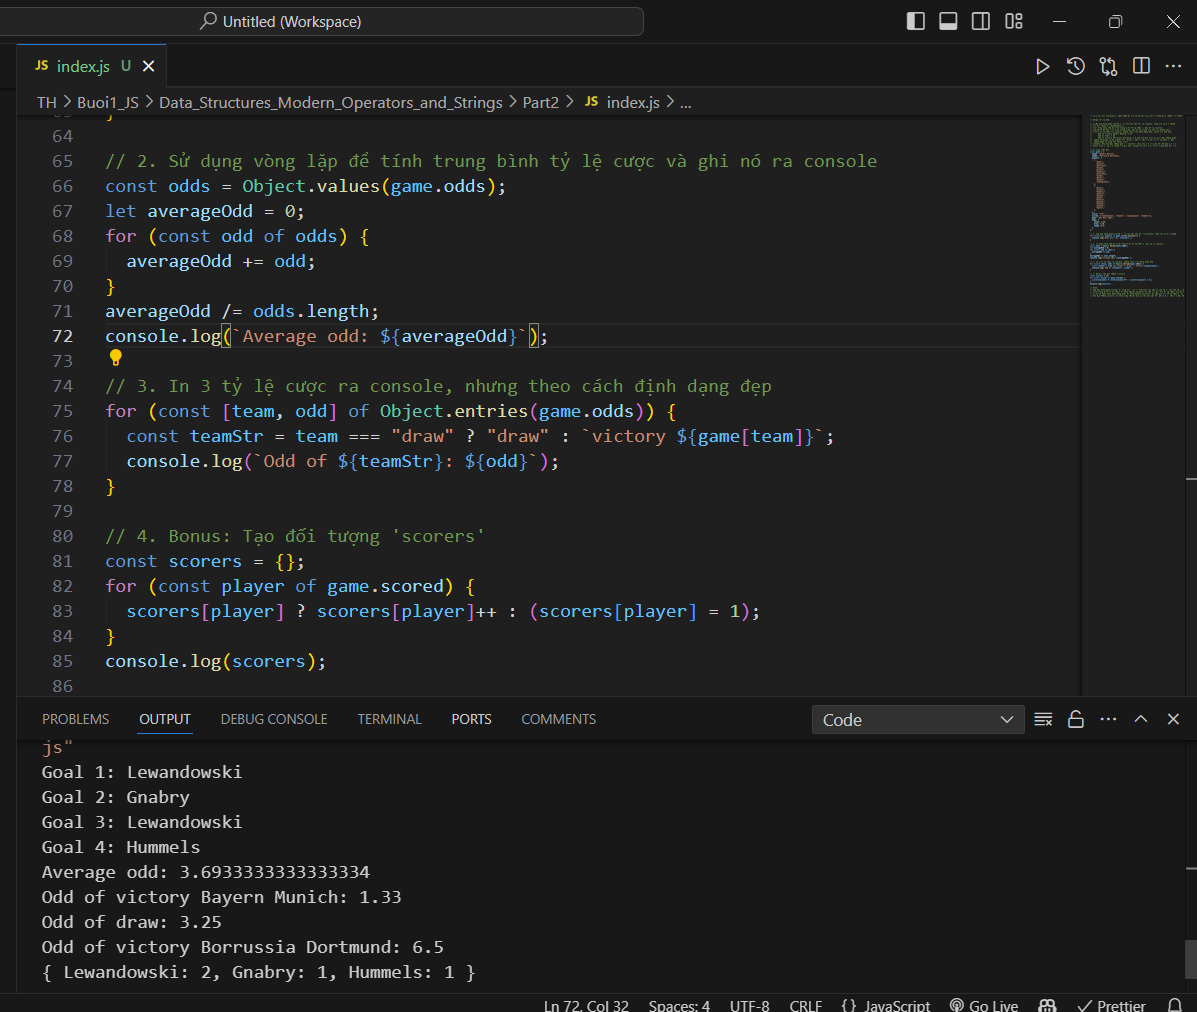 Untitled (Workspace)
JS index.js U
TH > Buoi1_JS > Data_Structures_Modern_Operators_and_Strings > Part2 > JS index.js > ...
}
64
65 // 2. Sử dụng vòng lặp để tính trung bình tỷ lệ cược và ghi nó ra console
66 const odds = Object.values(game.odds);
67 let averageOdd = 0;
68 for (const odd of odds) {
69 averageOdd += odd;
70 }
71 averageOdd /= odds.length;
72 console.log(`Average odd: ${averageOdd}`);
73
74 // 3. In 3 tỷ lệ cược ra console, nhưng theo cách định dạng đẹp
75 for (const [team, odd] of Object.entries(game.odds)) {
76 const teamStr = team === "draw" ? "draw" : `victory ${game[team]}`;
77 console.log(`Odd of ${teamStr}: ${odd}`);
78 }
79
80 // 4. Bonus: Tạo đối tượng 'scorers'
81 const scorers = {};
82 for (const player of game.scored) {
83 scorers[player] ? scorers[player]++ : (scorers[player] = 1);
84 }
85 console.log(scorers);
86
PROBLEMS OUTPUT DEBUG CONSOLE TERMINAL PORTS COMMENTS Code
js"
Goal 1: Lewandowski
Goal 2: Gnabry
Goal 3: Lewandowski
Goal 4: Hummels
Average odd: 3.6933333333333334
Odd of victory Bayern Munich: 1.33
Odd of draw: 3.25
Odd of victory Borrussia Dortmund: 6.5
{ Lewandowski: 2, Gnabry: 1, Hummels: 1 }
Ln 72, Col 32 Spaces: 4 UTF-8 CRLF {} JavaScript Go Live Prettier